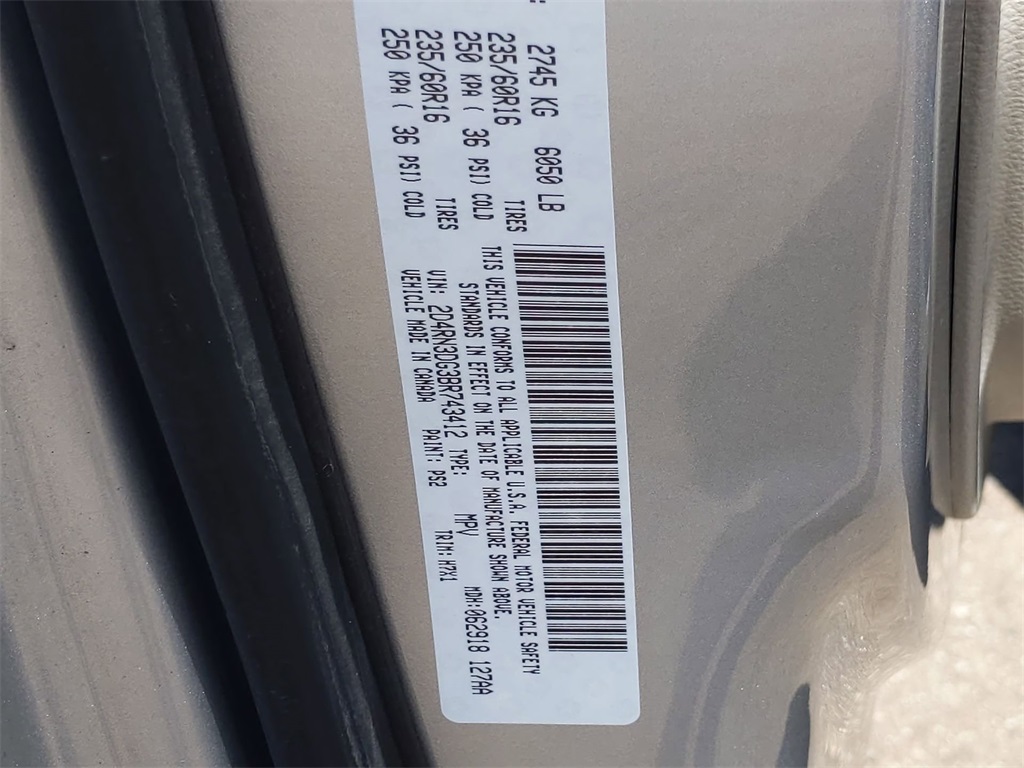 : 2745 KG 6050 LB
235/60R16 TIRES
250 KPA ( 36 PSI) COLD
235/60R16 TIRES
250 KPA ( 36 PSI) COLD
THIS VEHICLE CONFORMS TO ALL APPLICABLE U.S.A. FEDERAL MOTOR VEHICLE SAFETY
STANDARDS IN EFFECT ON THE DATE OF MANUFACTURE SHOWN ABOVE.
VIN: 2D4RN3DG3BR743412 TYPE: MPV MDH:062918 127AA
VEHICLE MADE IN CANADA PAINT: PS2 TRIM:M7X1